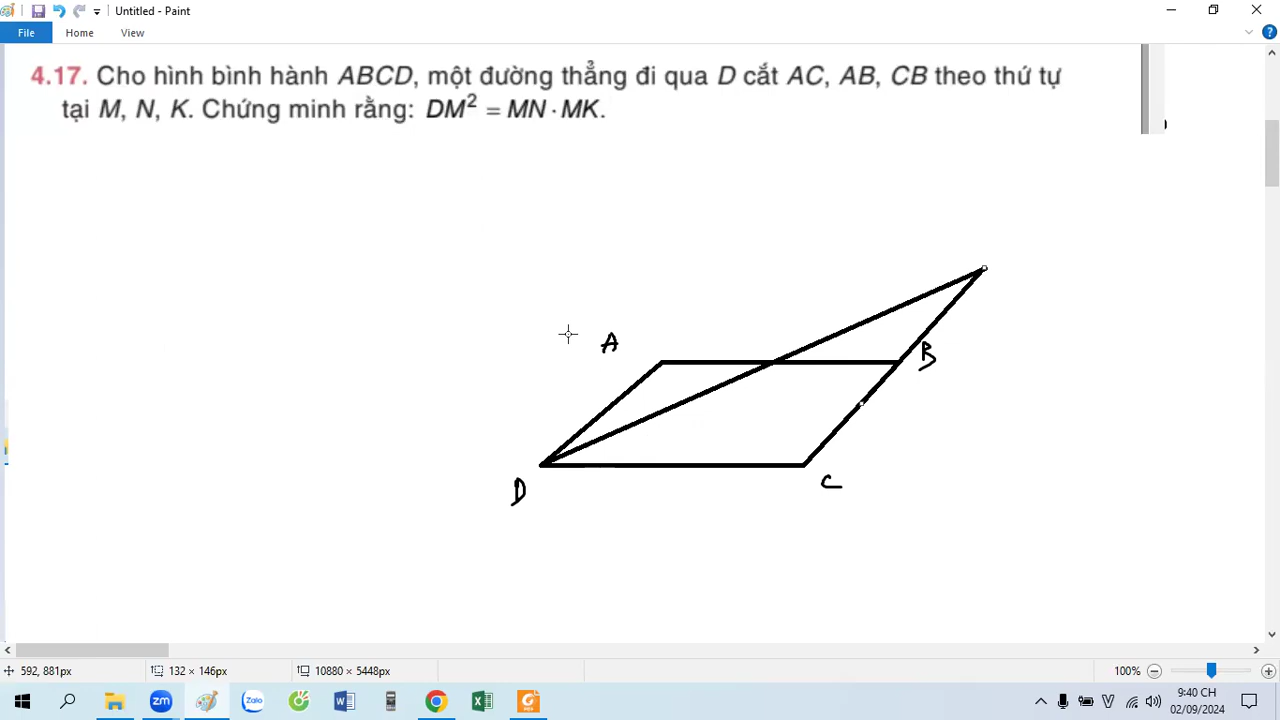 Untitled - Paint
File Home View
4.17. Cho hình bình hành ABCD, một đường thẳng đi qua D cắt AC, AB, CB theo thứ tự
tại M, N, K. Chứng minh rằng: DM² = MN · MK.
A
B
D
C
592, 881px 132 × 146px 10880 × 5448px 100%
zm Zalo
9:40 CH
02/09/2024